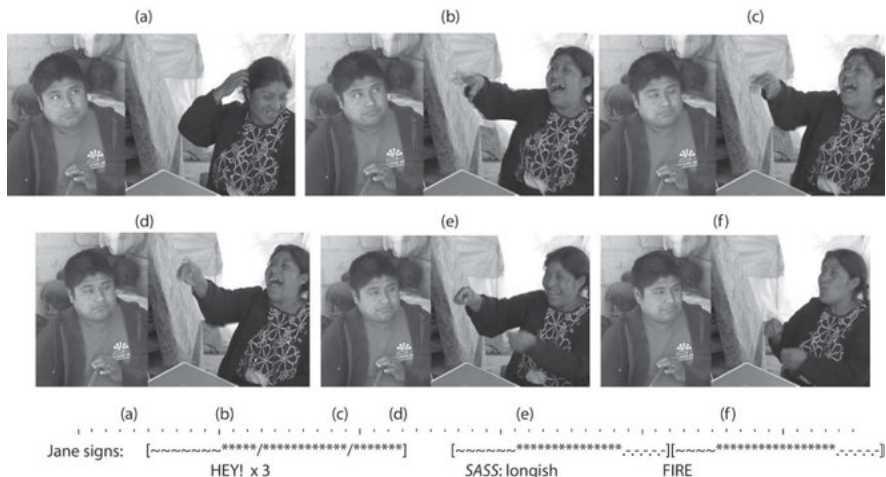 (a) (b) (c)
(d) (e) (f)
(a) (b) (c) (d) (e) (f)
Jane signs: [~~~~~~~*****/************/*******] [~~~~~~****************.-.-.-.-][~~~~******************.-.-.-.-]
HEY! x 3 SASS: longish FIRE